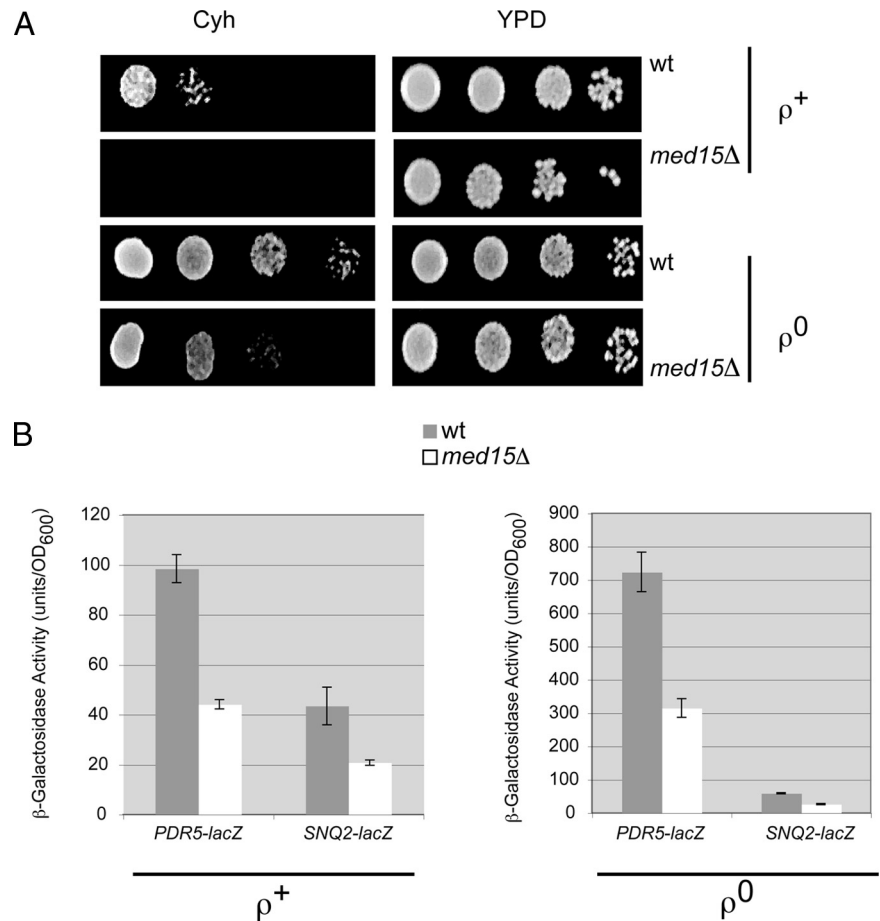 A
Cyh YPD
wt
med15Δ
ρ+
wt
med15Δ
ρ0
B
wt
med15Δ
β-Galactosidase Activity (units/OD600)
120
100
80
60
40
20
0
PDR5-lacZ SNQ2-lacZ
ρ+
β-Galactosidase Activity (units/OD600)
900
800
700
600
500
400
300
200
100
0
PDR5-lacZ SNQ2-lacZ
ρ0